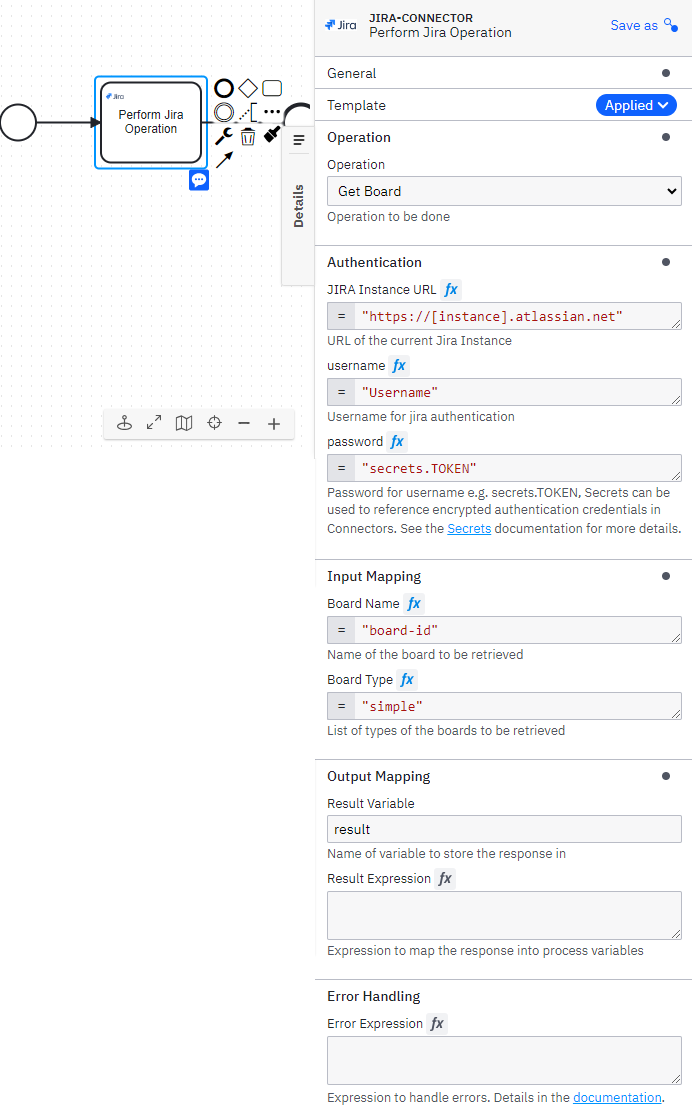 Jira
Perform Jira
Operation
Details
Jira
JIRA-CONNECTOR
Perform Jira Operation
Save as
General
Template
Applied
Operation
Operation
Get Board
Operation to be done
Authentication
JIRA Instance URL fx
= "https://[instance].atlassian.net"
URL of the current Jira Instance
username fx
= "Username"
Username for jira authentication
password fx
= "secrets.TOKEN"
Password for username e.g. secrets.TOKEN, Secrets can be
used to reference encrypted authentication credentials in
Connectors. See the Secrets documentation for more details.
Input Mapping
Board Name fx
= "board-id"
Name of the board to be retrieved
Board Type fx
= "simple"
List of types of the boards to be retrieved
Output Mapping
Result Variable
result
Name of variable to store the response in
Result Expression fx
Expression to map the response into process variables
Error Handling
Error Expression fx
Expression to handle errors. Details in the documentation.